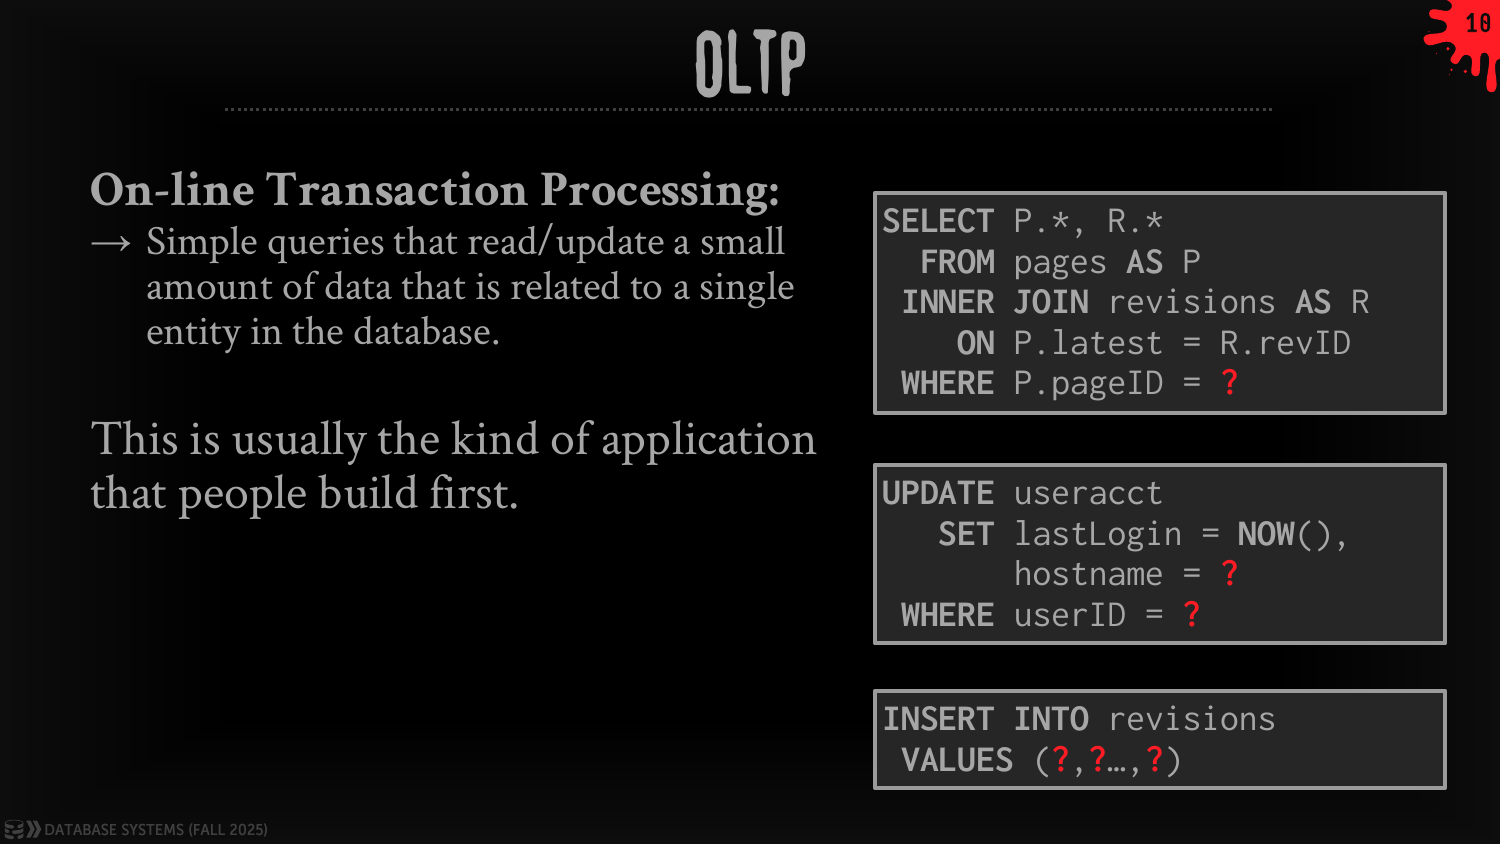 OLTP
10
On-line Transaction Processing:
→ Simple queries that read/update a small
amount of data that is related to a single
entity in the database.
This is usually the kind of application
that people build first.
SELECT P.*, R.*
FROM pages AS P
INNER JOIN revisions AS R
ON P.latest = R.revID
WHERE P.pageID = ?
UPDATE useracct
SET lastLogin = NOW(),
hostname = ?
WHERE userID = ?
INSERT INTO revisions
VALUES (?,?…,?)
DATABASE SYSTEMS (FALL 2025)